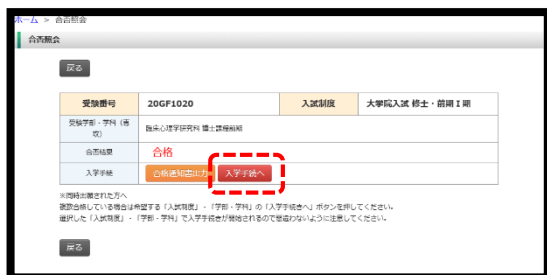 ホーム > 合否照会
合否照会
戻る
受験番号 20GF1020 入試制度 大学院入試 修士・前期Ⅰ期
受験学部・学科（専攻） 臨床心理学研究科 博士課程前期
合否結果 合格
入学手続 合格通知書出力 入学手続へ
※同時出願された方へ
複数合格している場合は希望する「入試制度」・「学部・学科」の「入学手続きへ」ボタンを押してください。
選択した「入試制度」・「学部・学科」で入学手続きが開始されるので間違わないように注意してください。
戻る